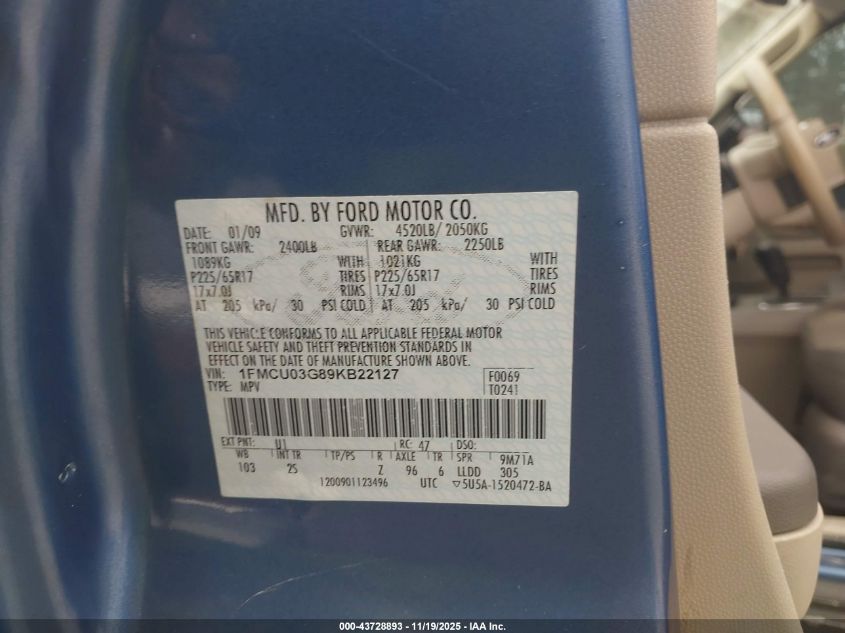 MFD. BY FORD MOTOR CO.
DATE: 01/09 GVWR: 4520LB/ 2050KG
FRONT GAWR: 2400LB REAR GAWR: 2250LB
1089KG WITH 1021KG WITH
P225/65R17 TIRES P225/65R17 TIRES
17x7.0J RIMS 17x7.0J RIMS
AT 205 kPa/ 30 PSI COLD AT 205 kPa/ 30 PSI COLD
THIS VEHICLE CONFORMS TO ALL APPLICABLE FEDERAL MOTOR
VEHICLE SAFETY AND THEFT PREVENTION STANDARDS IN
EFFECT ON THE DATE OF MANUFACTURE SHOWN ABOVE.
VIN: 1FMCU03G89KB22127 F0069
TYPE: MPV T0241
EXT PNT: U1 RC: 47 DSO:
WB INT TR TP/PS R AXLE TR SPR 9M71A
103 2S Z 96 6 LLDD 305
1200901123496 UTC ▽5U5A-1520472-BA
000-43728893 - 11/19/2025 - IAA Inc.